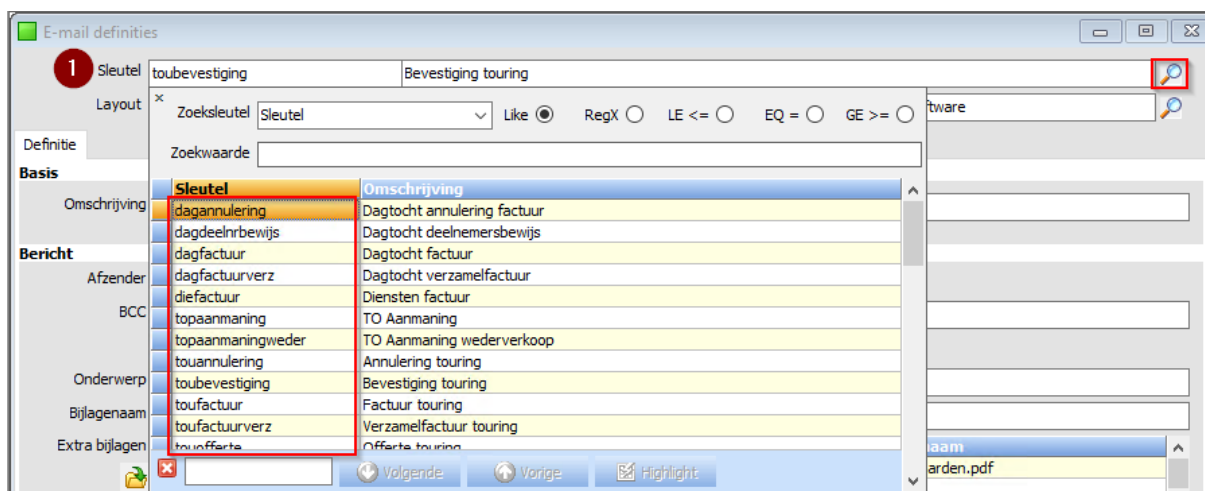 E-mail definities
1 Sleutel toubevestiging Bevestiging touring
Layout tware
Zoeksleutel Sleutel Like RegX LE <= EQ = GE >=
Definitie
Zoekwaarde
Basis
Sleutel Omschrijving
Omschrijving dagannulering Dagtocht annulering factuur
dagdeelnrbewijs Dagtocht deelnemersbewijs
Bericht dagfactuur Dagtocht factuur
Afzender dagfactuurverz Dagtocht verzamelfactuur
diefactuur Diensten factuur
BCC topaanmaning TO Aanmaning
topaanmaningweder TO Aanmaning wederverkoop
touannulering Annulering touring
Onderwerp toubevestiging Bevestiging touring
toufactuur Factuur touring
Bijlagenaam toufactuurverz Verzamelfactuur touring
Extra bijlagen touofferte Offerte touring naam
Volgende Vorige Highlight arden.pdf